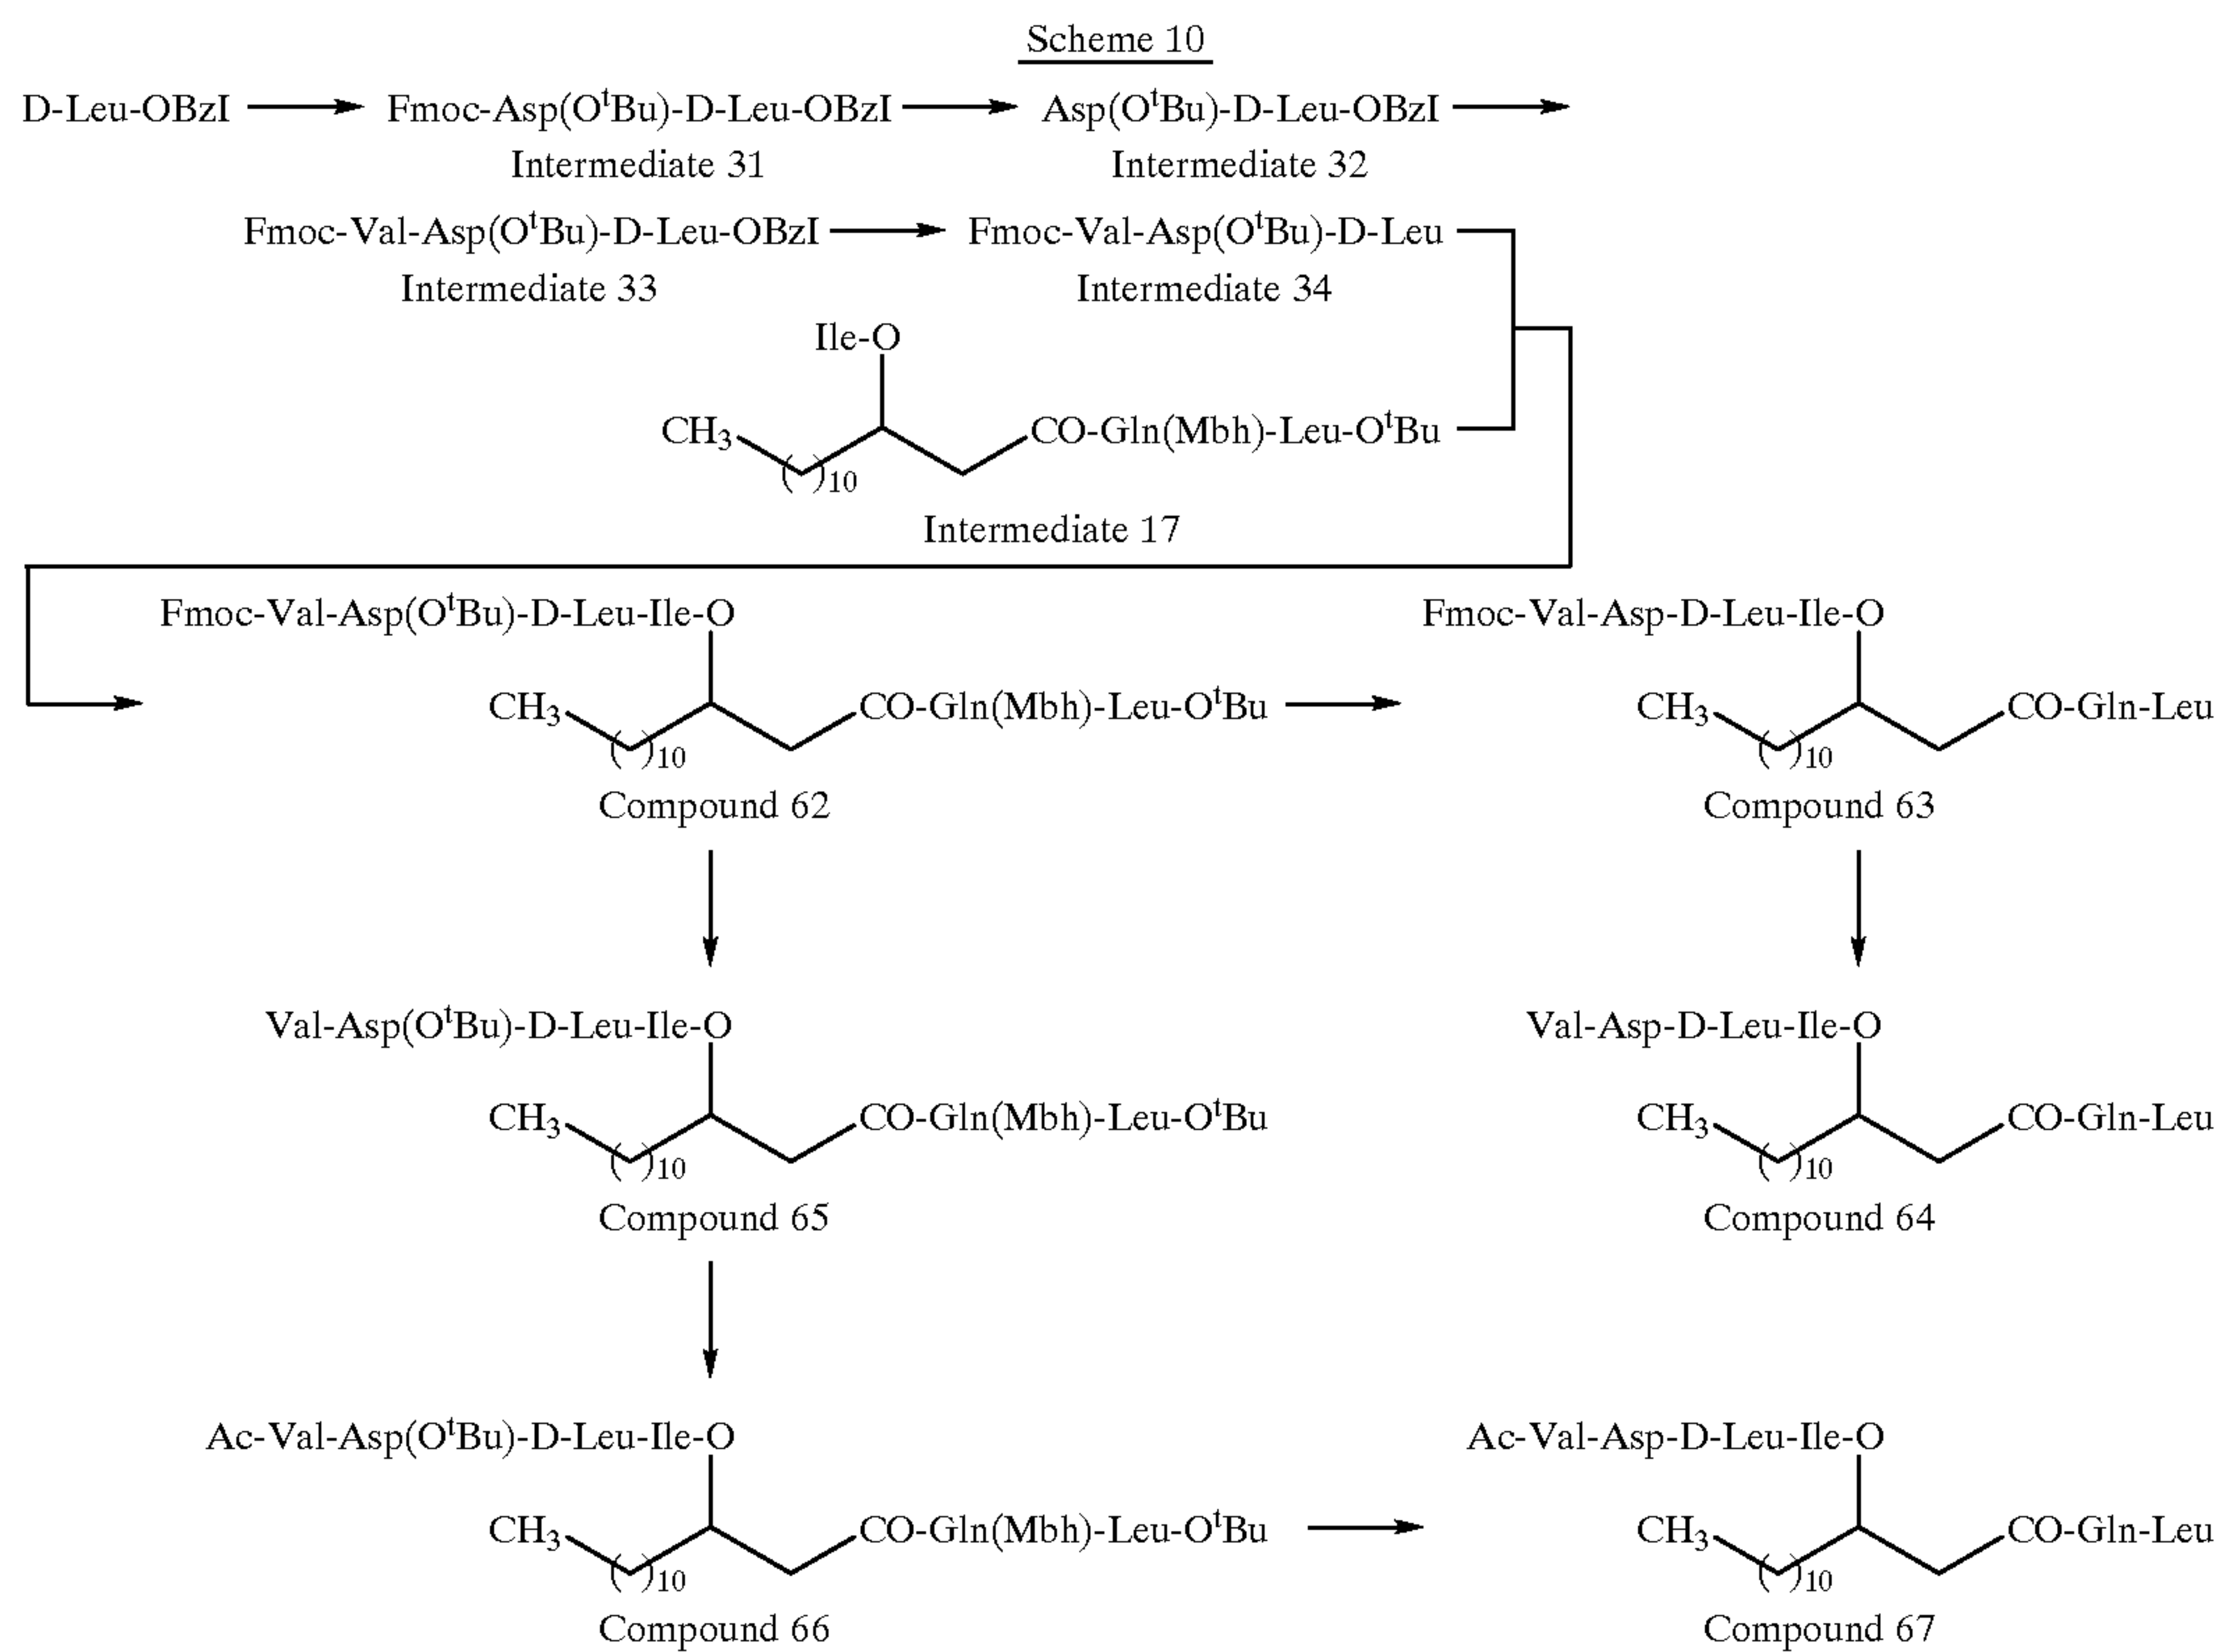 Scheme 10
D-Leu-OBzI Fmoc-Asp(OᵗBu)-D-Leu-OBzI Asp(OᵗBu)-D-Leu-OBzI
Intermediate 31 Intermediate 32
Fmoc-Val-Asp(OᵗBu)-D-Leu-OBzI Fmoc-Val-Asp(OᵗBu)-D-Leu
Intermediate 33 Intermediate 34
Ile-O
CH₃ CO-Gln(Mbh)-Leu-OᵗBu
( )₁₀
Intermediate 17
Fmoc-Val-Asp(OᵗBu)-D-Leu-Ile-O Fmoc-Val-Asp-D-Leu-Ile-O
CH₃ CO-Gln(Mbh)-Leu-OᵗBu CH₃ CO-Gln-Leu
( )₁₀ ( )₁₀
Compound 62 Compound 63
Val-Asp(OᵗBu)-D-Leu-Ile-O Val-Asp-D-Leu-Ile-O
CH₃ CO-Gln(Mbh)-Leu-OᵗBu CH₃ CO-Gln-Leu
( )₁₀ ( )₁₀
Compound 65 Compound 64
Ac-Val-Asp(OᵗBu)-D-Leu-Ile-O Ac-Val-Asp-D-Leu-Ile-O
CH₃ CO-Gln(Mbh)-Leu-OᵗBu CH₃ CO-Gln-Leu
( )₁₀ ( )₁₀
Compound 66 Compound 67